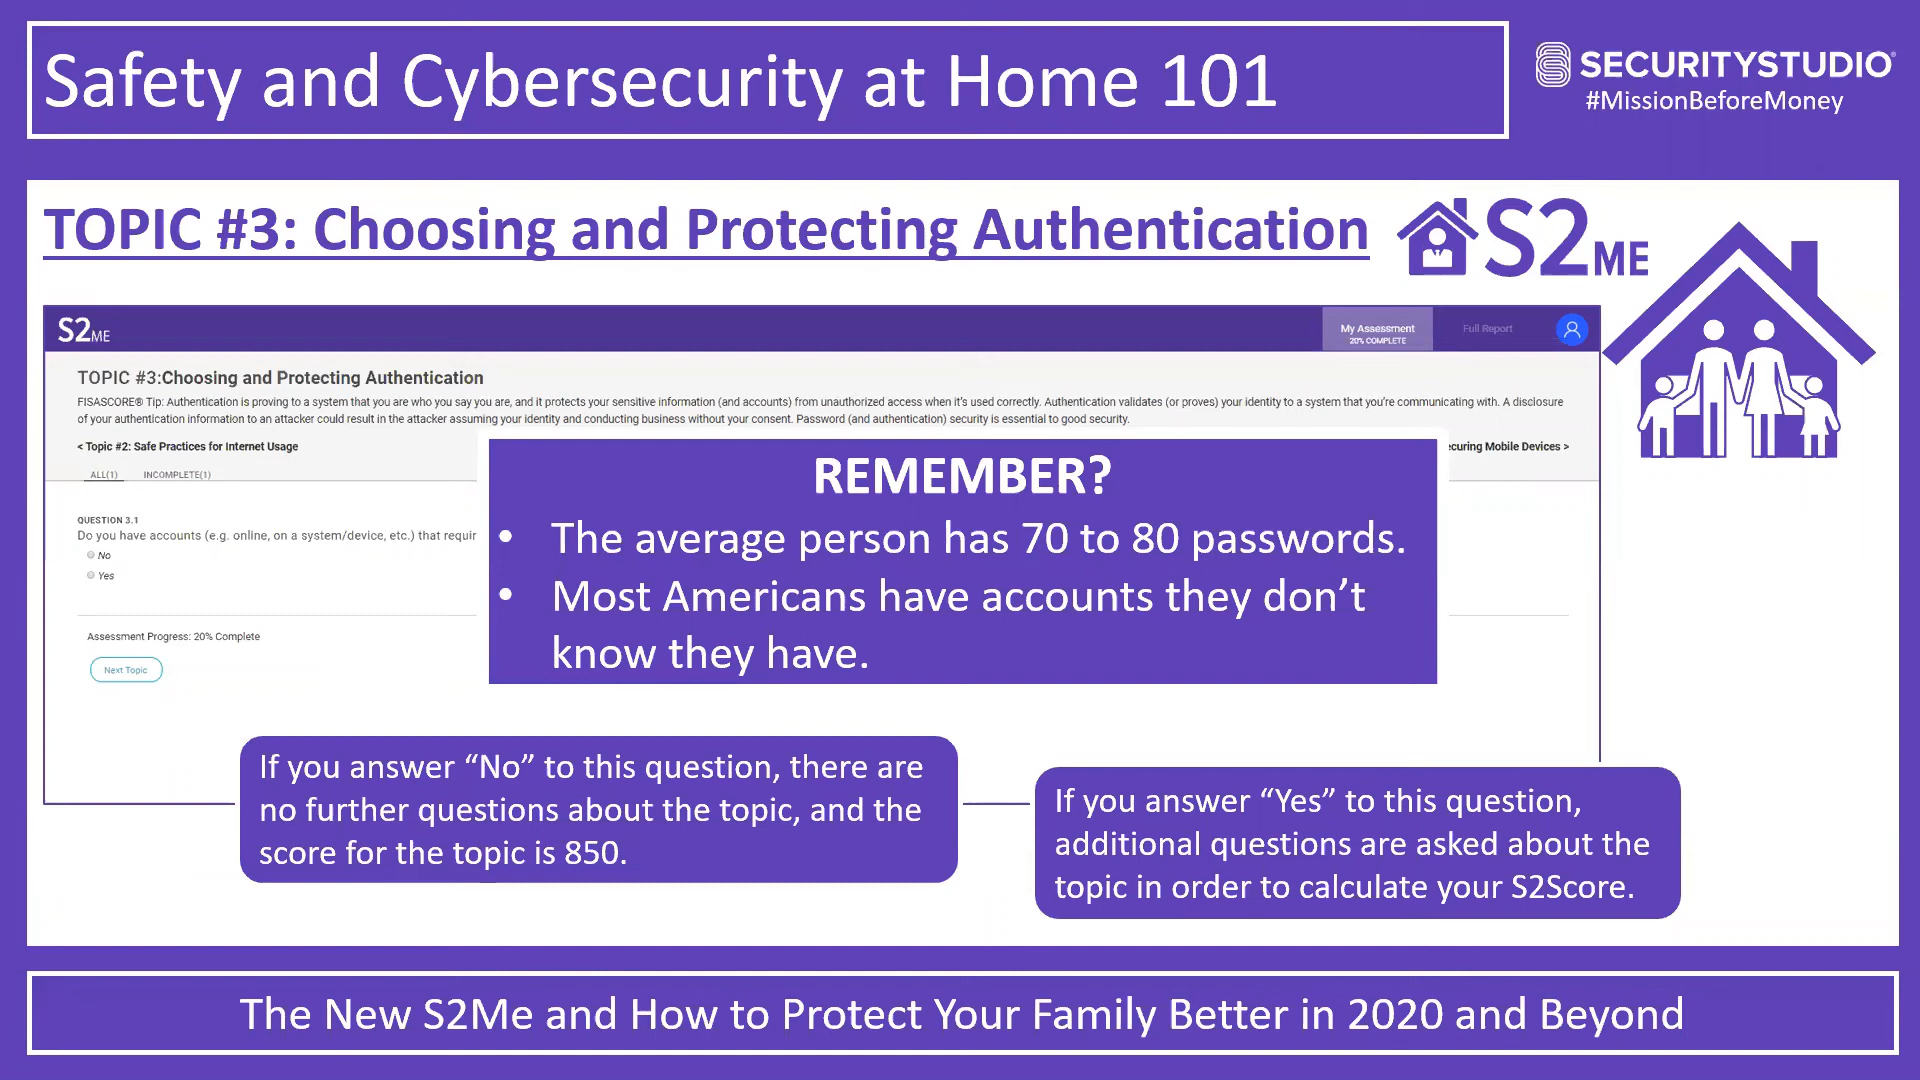 Safety and Cybersecurity at Home 101
SECURITYSTUDIO®
#MissionBeforeMoney
TOPIC #3: Choosing and Protecting Authentication
S2ME
S2ME
My Assessment
20% COMPLETE
Full Report
TOPIC #3:Choosing and Protecting Authentication
FISASCORE® Tip: Authentication is proving to a system that you are who you say you are, and it protects your sensitive information (and accounts) from unauthorized access when it's used correctly. Authentication validates (or proves) your identity to a system that you're communicating with. A disclosure
of your authentication information to an attacker could result in the attacker assuming your identity and conducting business without your consent. Password (and authentication) security is essential to good security.
< Topic #2: Safe Practices for Internet Usage
ecuring Mobile Devices >
ALL(1) INCOMPLETE(1)
QUESTION 3.1
Do you have accounts (e.g. online, on a system/device, etc.) that requir
No
Yes
Assessment Progress: 20% Complete
Next Topic
REMEMBER?
• The average person has 70 to 80 passwords.
• Most Americans have accounts they don’t
know they have.
If you answer “No” to this question, there are
no further questions about the topic, and the
score for the topic is 850.
If you answer “Yes” to this question,
additional questions are asked about the
topic in order to calculate your S2Score.
The New S2Me and How to Protect Your Family Better in 2020 and Beyond